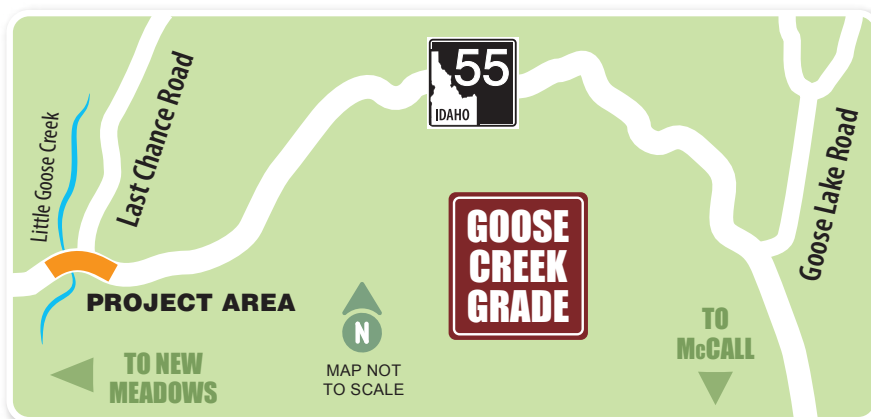 Little Goose Creek
Last Chance Road
55
IDAHO
Goose Lake Road
GOOSE
CREEK
GRADE
PROJECT AREA
TO NEW
MEADOWS
N
MAP NOT
TO SCALE
TO
McCALL